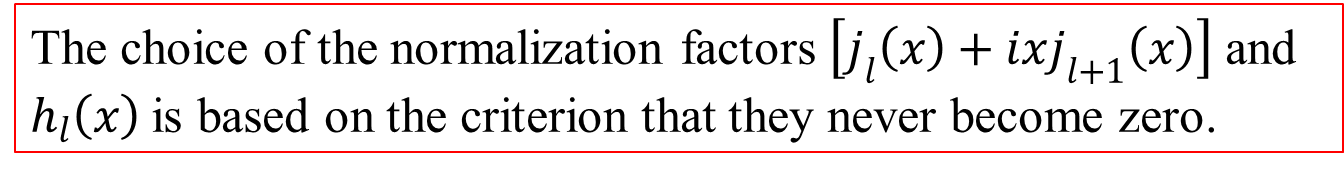 The choice of the normalization factors [j_l(x) + ixj_{l+1}(x)] and
h_l(x) is based on the criterion that they never become zero.